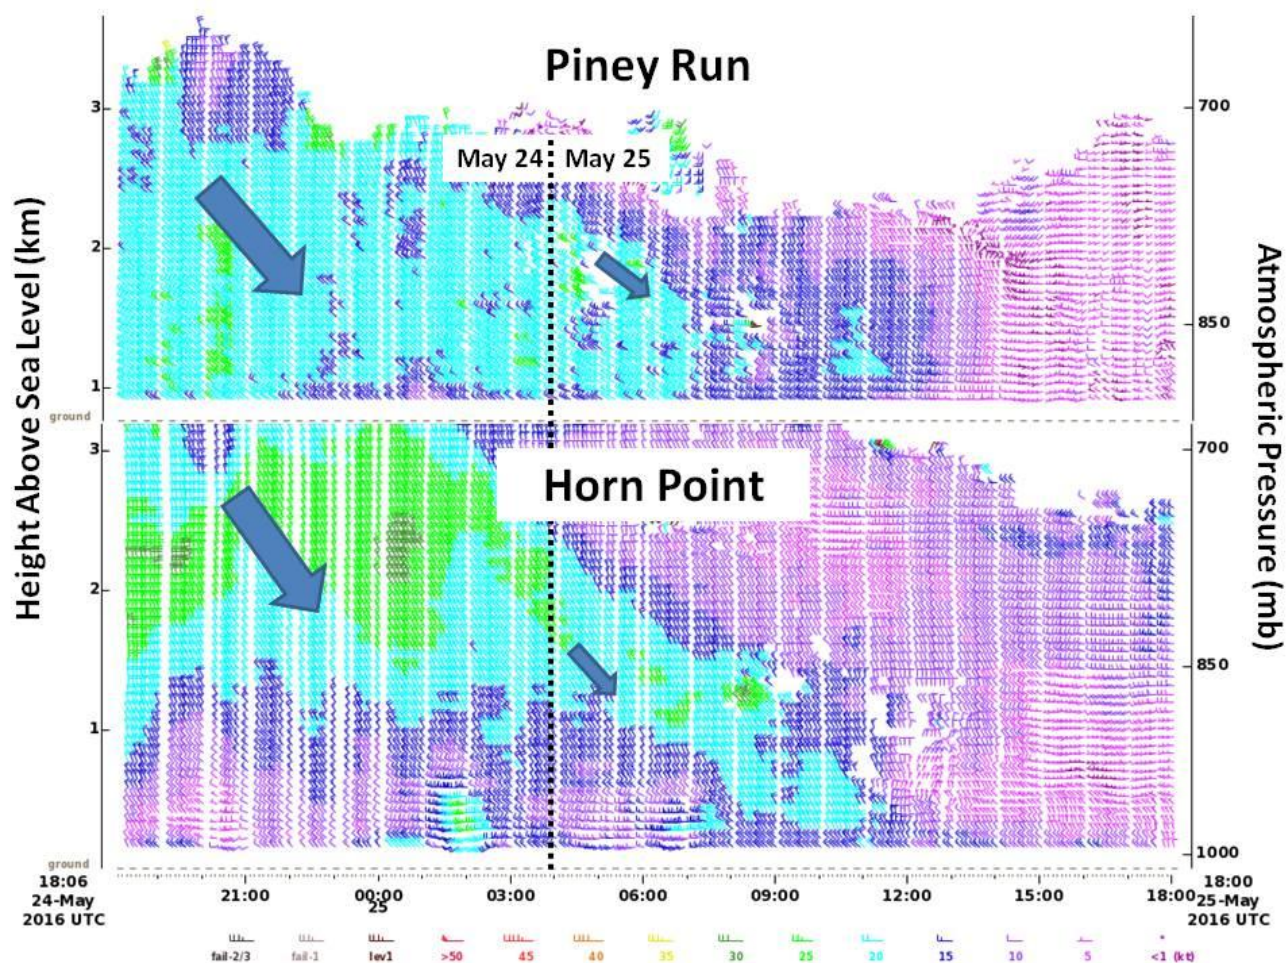 Piney Run
3
700
May 24
May 25
2
850
1
ground
Height Above Sea Level (km)
Atmospheric Pressure (mb)
3
700
Horn Point
2
850
1
1000
ground
18:06
24-May
2016 UTC
21:00
00:00
25
03:00
06:00
09:00
12:00
15:00
18:00
18:00
25-May
2016 UTC
fail-2/3 fail-1 lev1 >50 45 40 35 30 25 20 15 10 5 <1 (kt)